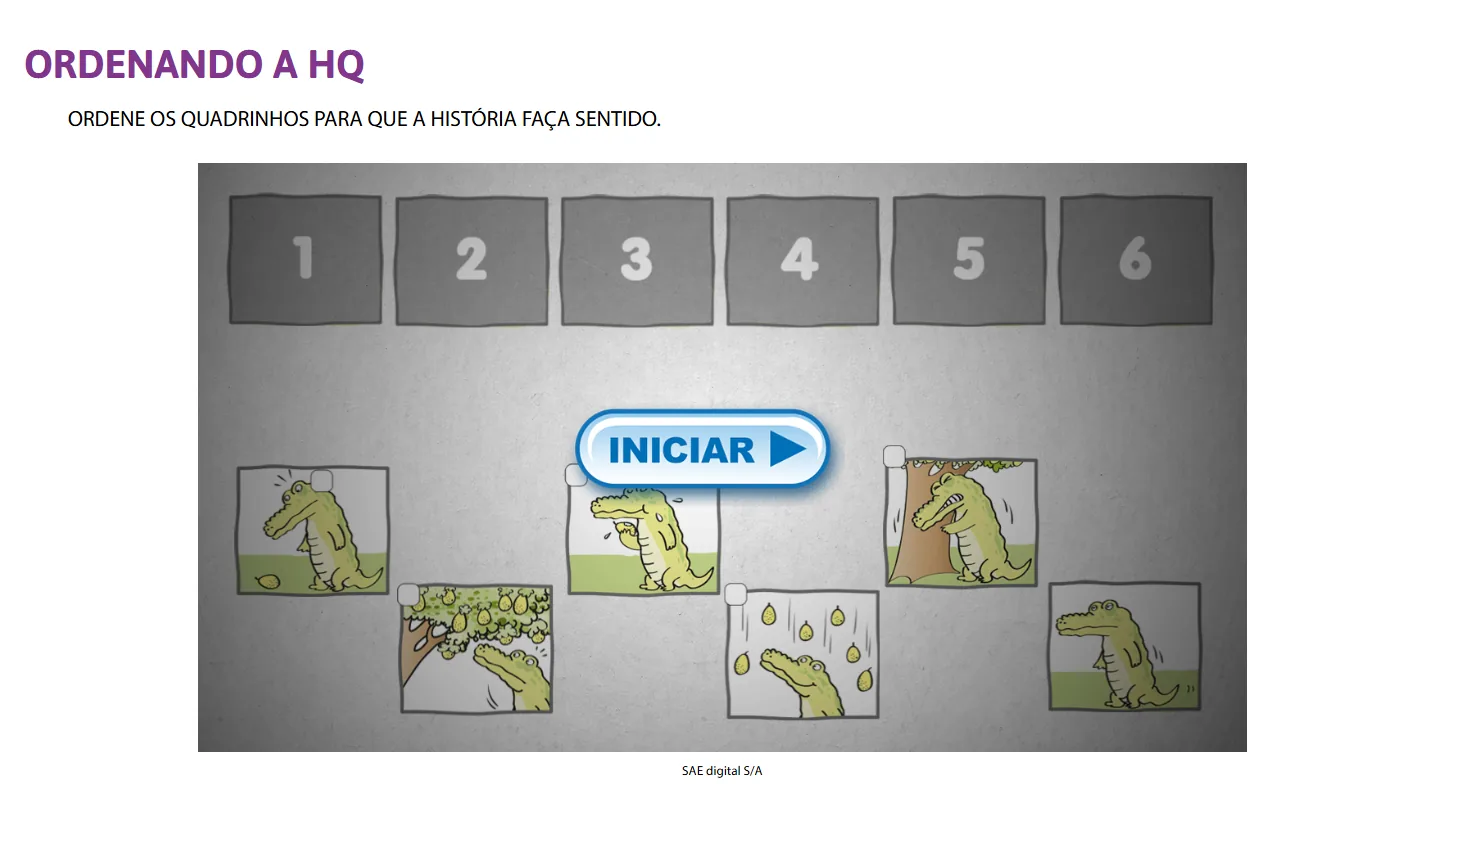 ORDENANDO A HQ
ORDENE OS QUADRINHOS PARA QUE A HISTÓRIA FAÇA SENTIDO.
1 2 3 4 5 6
INICIAR
SAE digital S/A